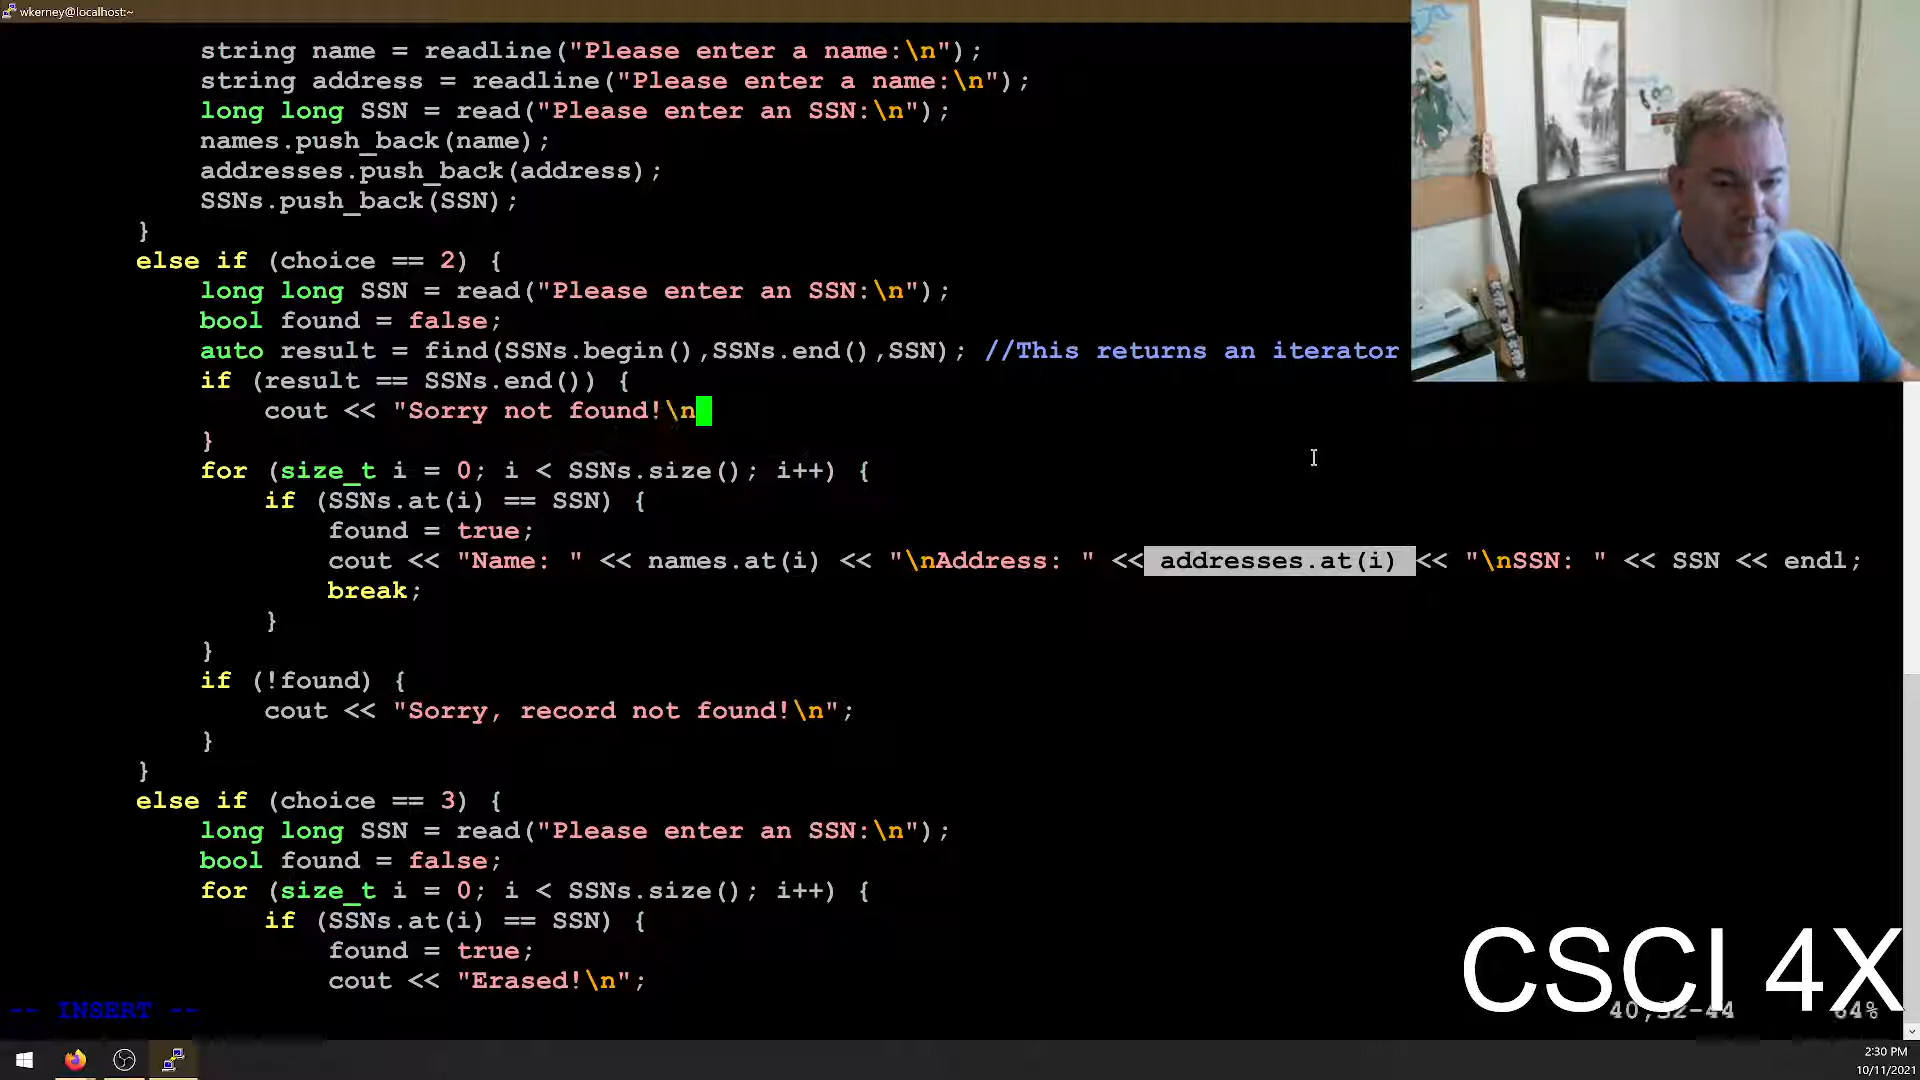 wkerney@localhost:~
string name = readline("Please enter a name:\n");
string address = readline("Please enter a name:\n");
long long SSN = read("Please enter an SSN:\n");
names.push_back(name);
addresses.push_back(address);
SSNs.push_back(SSN);
}
else if (choice == 2) {
long long SSN = read("Please enter an SSN:\n");
bool found = false;
auto result = find(SSNs.begin(),SSNs.end(),SSN); //This returns an iterator
if (result == SSNs.end()) {
cout << "Sorry not found!\n
}
for (size_t i = 0; i < SSNs.size(); i++) {
if (SSNs.at(i) == SSN) {
found = true;
cout << "Name: " << names.at(i) << "\nAddress: " << addresses.at(i) << "\nSSN: " << SSN << endl;
break;
}
}
if (!found) {
cout << "Sorry, record not found!\n";
}
}
else if (choice == 3) {
long long SSN = read("Please enter an SSN:\n");
bool found = false;
for (size_t i = 0; i < SSNs.size(); i++) {
if (SSNs.at(i) == SSN) {
found = true;
cout << "Erased!\n";
CSCI 4X
-- INSERT --
2:30 PM
10/11/2021